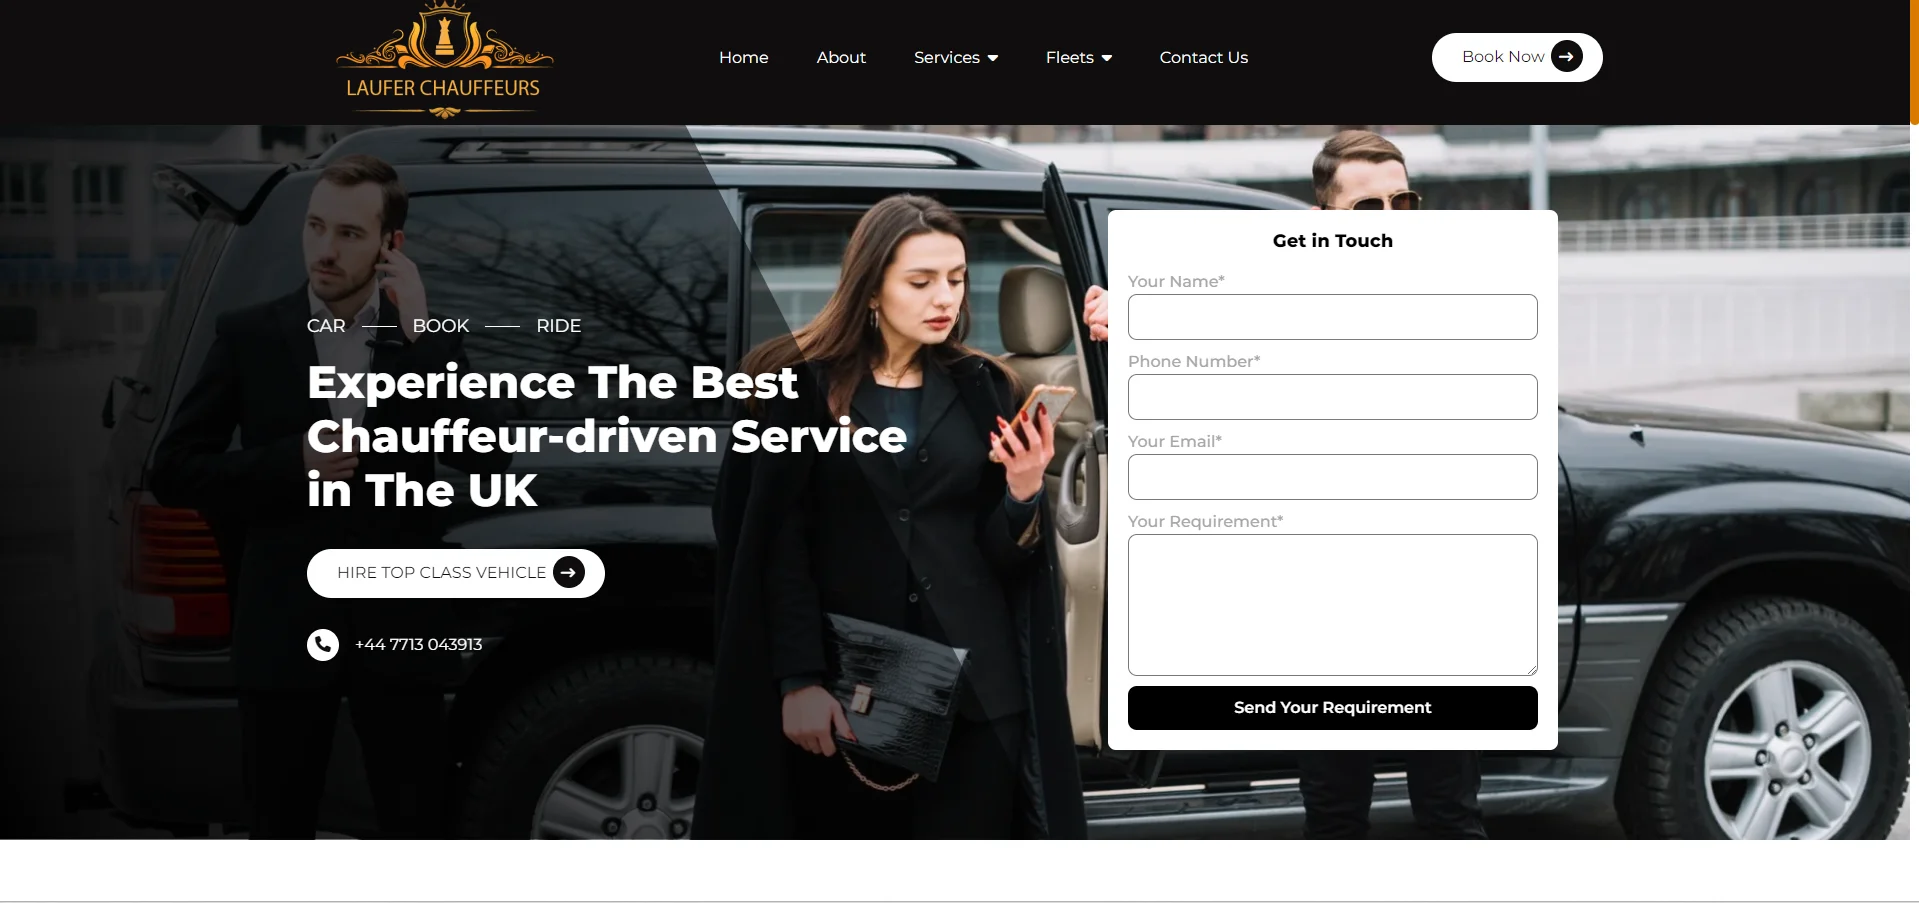 LAUFER CHAUFFEURS
Home
About
Services
Fleets
Contact Us
Book Now
CAR
BOOK
RIDE
Experience The Best
Chauffeur-driven Service
in The UK
HIRE TOP CLASS VEHICLE
+44 7713 043913
Get in Touch
Your Name*
Phone Number*
Your Email*
Your Requirement*
Send Your Requirement